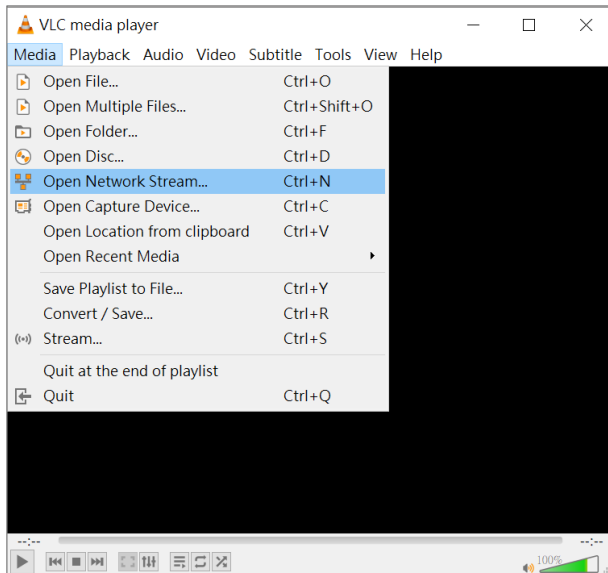 VLC media player
Media Playback Audio Video Subtitle Tools View Help
Open File... Ctrl+O
Open Multiple Files... Ctrl+Shift+O
Open Folder... Ctrl+F
Open Disc... Ctrl+D
Open Network Stream... Ctrl+N
Open Capture Device... Ctrl+C
Open Location from clipboard Ctrl+V
Open Recent Media
Save Playlist to File... Ctrl+Y
Convert / Save... Ctrl+R
Stream... Ctrl+S
Quit at the end of playlist
Quit Ctrl+Q
--:-- --:--
100%